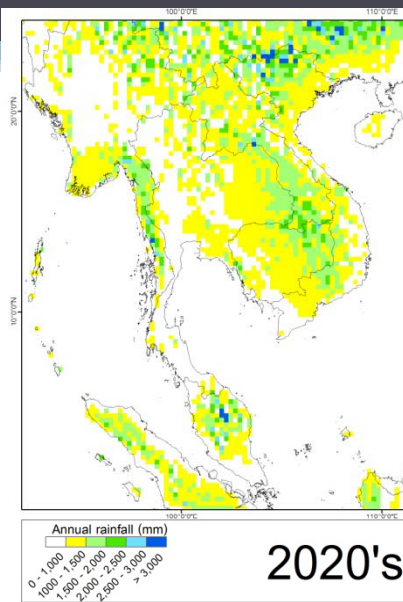 100°0'0"E 110°0'0"E
20°0'0"N
10°0'0"N
100°0'0"E 110°0'0"E
Annual rainfall (mm)
0 - 1,000
1000 - 1,500
1,500 - 2,000
2,000 - 2,500
2,500 - 3,000
> 3,000
2020's